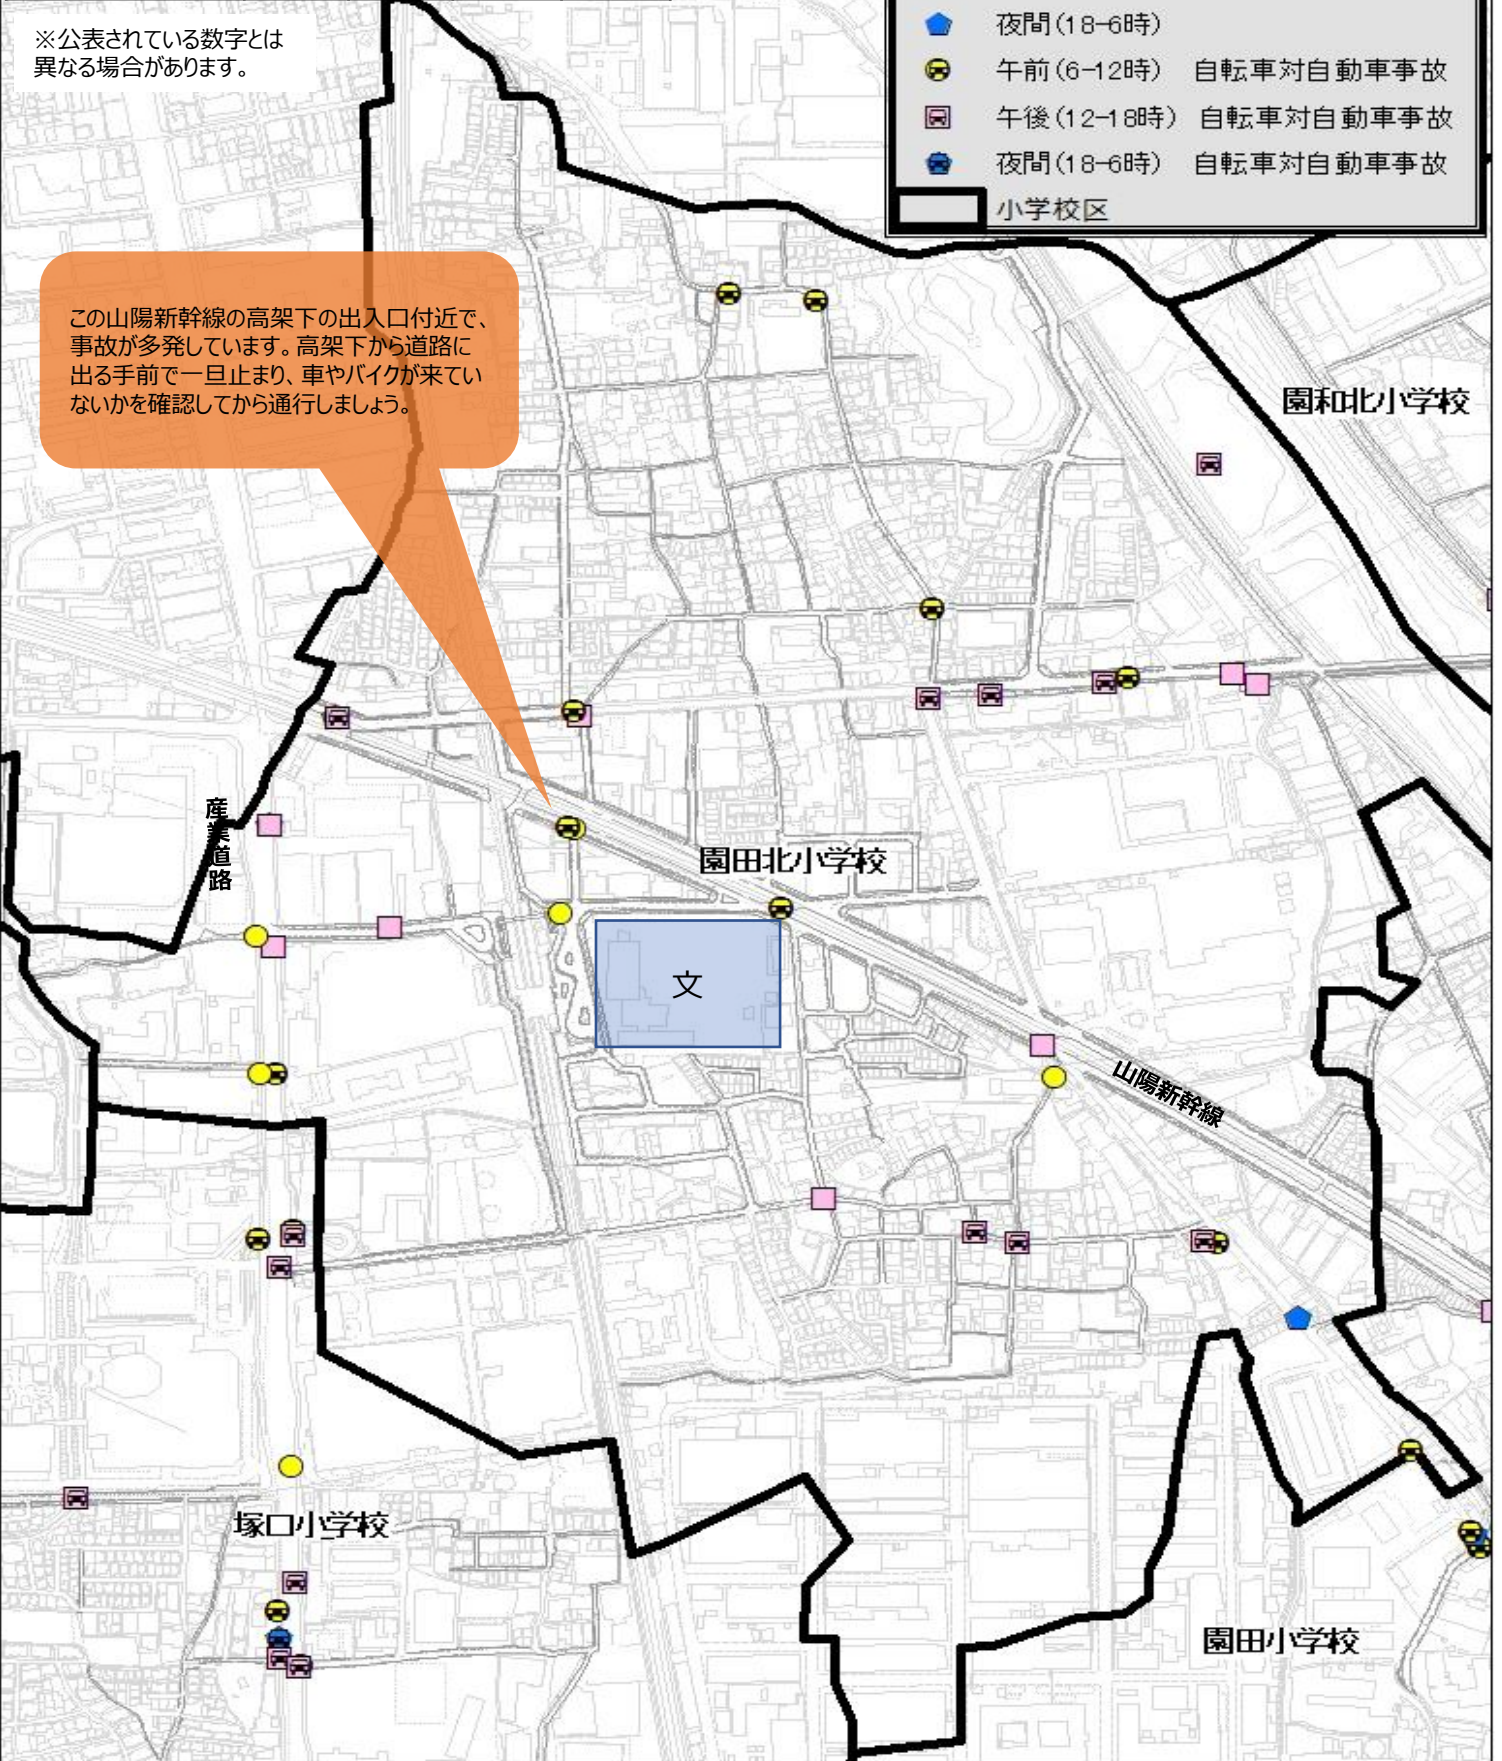 ※公表されている数字とは
異なる場合があります。
夜間(18-6時)
午前(6-12時) 自転車対自動車事故
午後(12-18時) 自転車対自動車事故
夜間(18-6時) 自転車対自動車事故
小学校区
この山陽新幹線の高架下の出入口付近で、
事故が多発しています。高架下から道路に
出る手前で一旦止まり、車やバイクが来てい
ないかを確認してから通行しましょう。
園和北小学校
産業道路
園田北小学校
文
山陽新幹線
塚口小学校
園田小学校